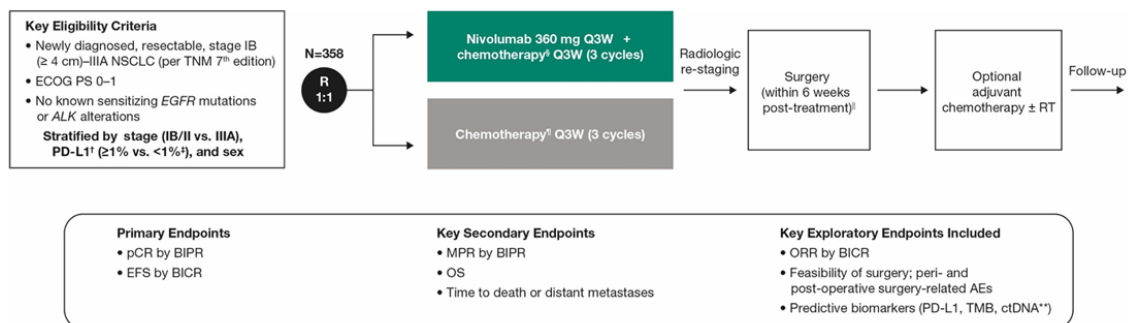 Key Eligibility Criteria
• Newly diagnosed, resectable, stage IB
(≥ 4 cm)–IIIA NSCLC (per TNM 7th edition)
• ECOG PS 0–1
• No known sensitizing EGFR mutations
or ALK alterations
Stratified by stage (IB/II vs. IIIA),
PD-L1† (≥1% vs. <1%‡), and sex
N=358
R
1:1
Nivolumab 360 mg Q3W +
chemotherapy§ Q3W (3 cycles)
Chemotherapy¶ Q3W (3 cycles)
Radiologic
re-staging
Surgery
(within 6 weeks
post-treatment)||
Optional
adjuvant
chemotherapy ± RT
Follow-up
Primary Endpoints
• pCR by BIPR
• EFS by BICR
Key Secondary Endpoints
• MPR by BIPR
• OS
• Time to death or distant metastases
Key Exploratory Endpoints Included
• ORR by BICR
• Feasibility of surgery; peri- and
post-operative surgery-related AEs
• Predictive biomarkers (PD-L1, TMB, ctDNA**)